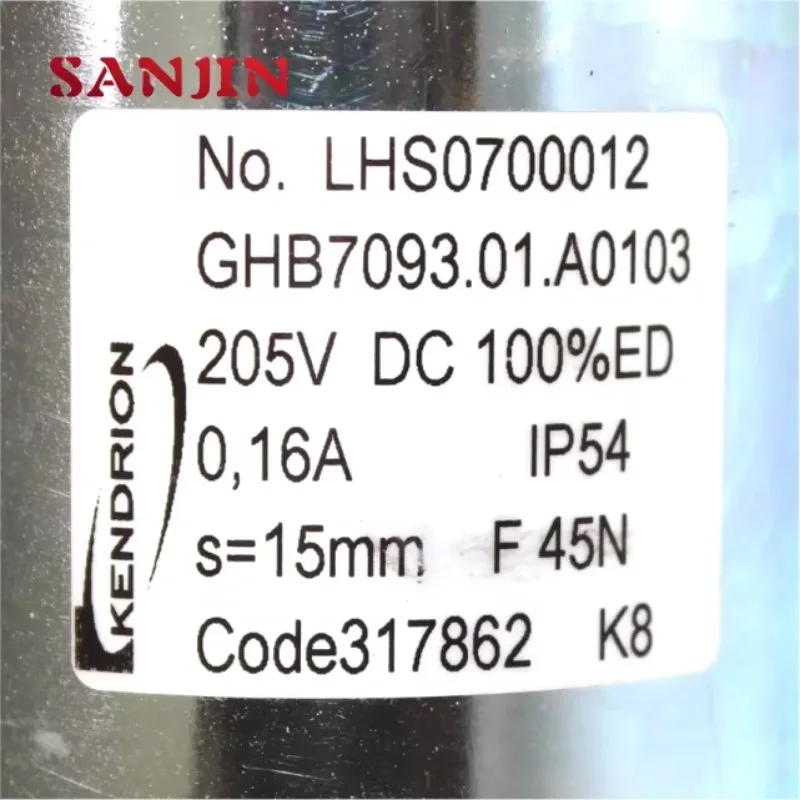 SANJIN
No. LHS0700012
GHB7093.01.A0103
205V DC 100%ED
0,16A IP54
s=15mm F 45N
Code317862 K8
KENDRION